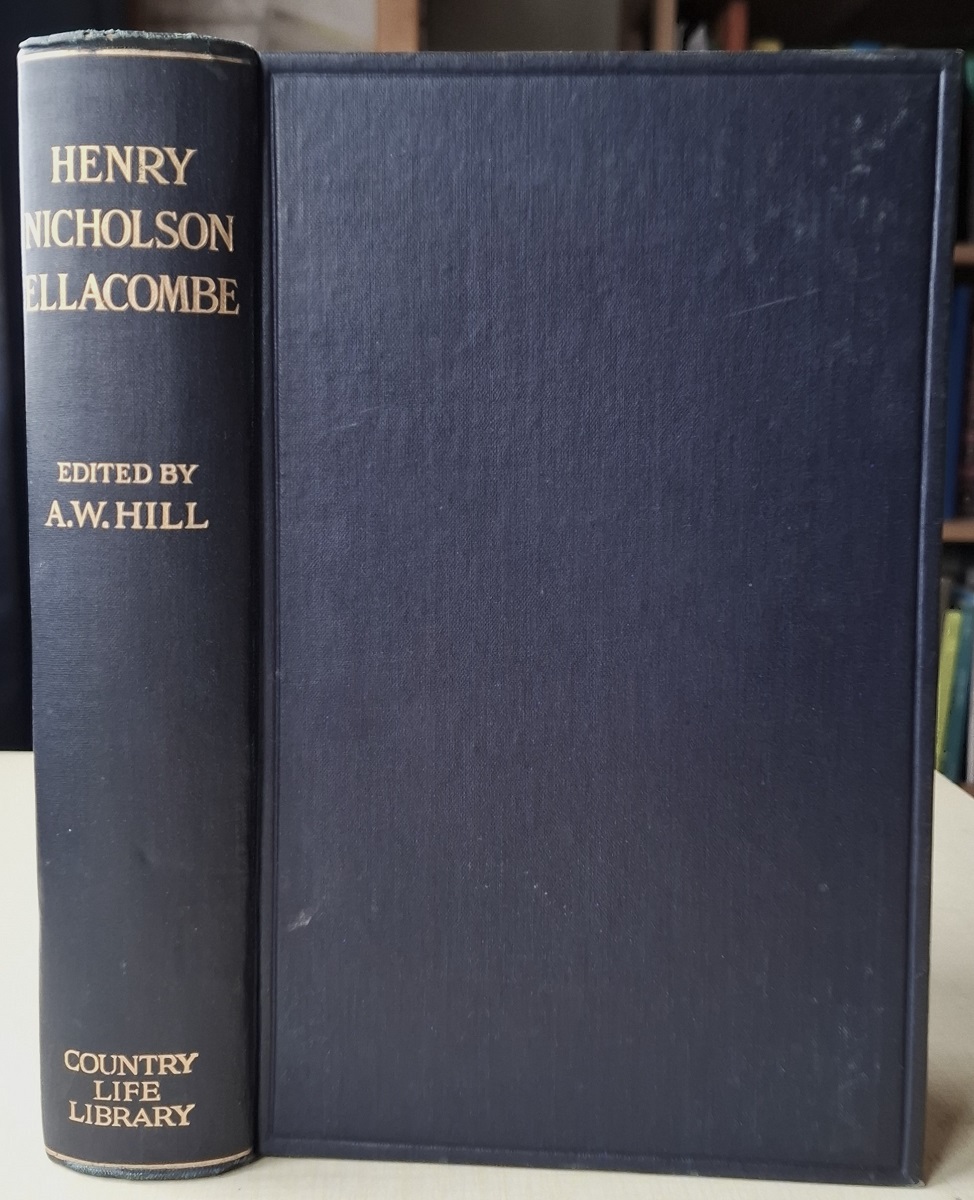 HENRY
NICHOLSON
ELLACOMBE
EDITED BY
A.W. HILL
COUNTRY
LIFE
LIBRARY